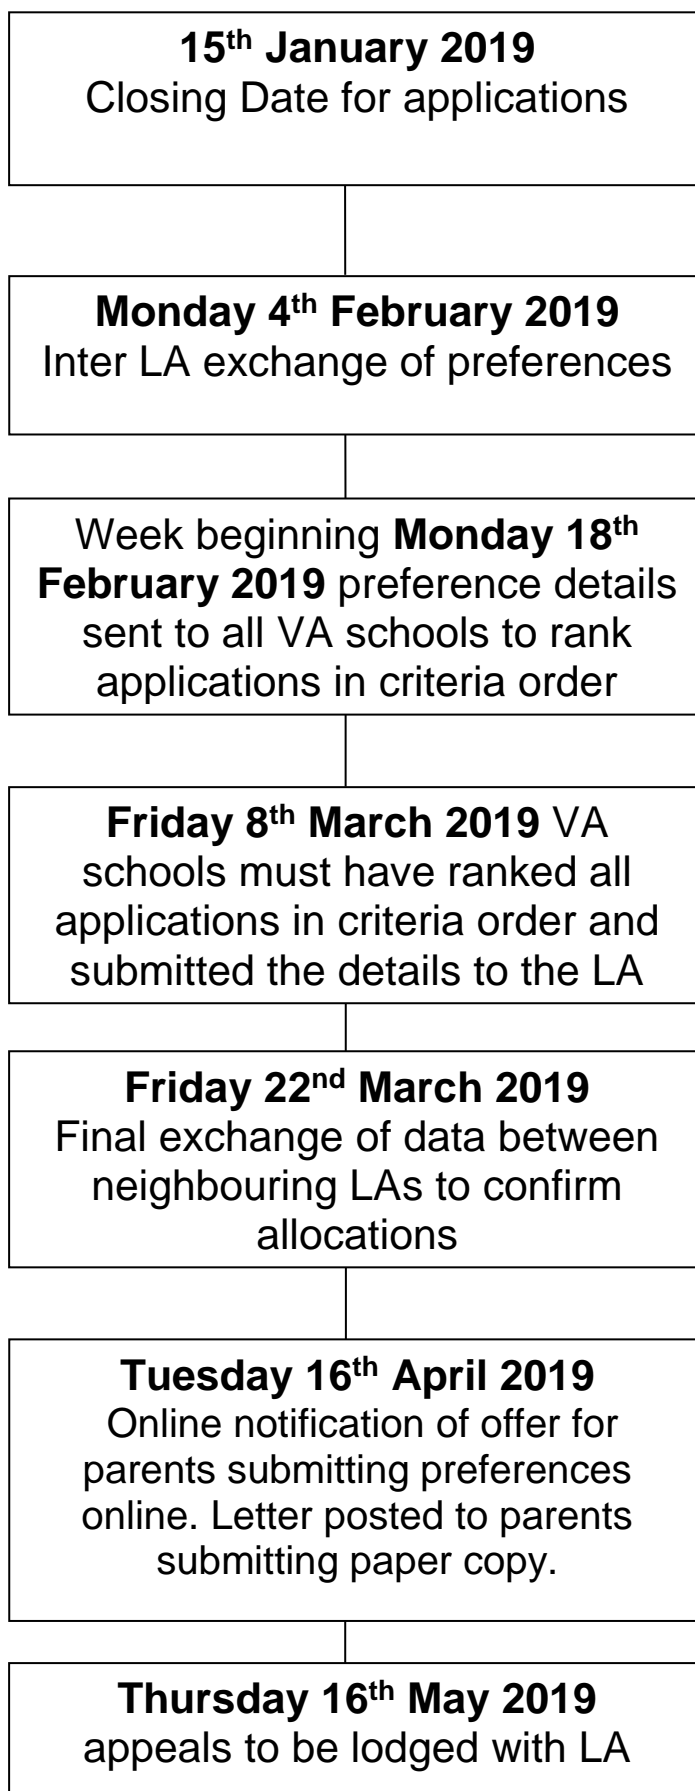 15th January 2019
Closing Date for applications
Monday 4th February 2019
Inter LA exchange of preferences
Week beginning Monday 18th
February 2019 preference details
sent to all VA schools to rank
applications in criteria order
Friday 8th March 2019 VA
schools must have ranked all
applications in criteria order and
submitted the details to the LA
Friday 22nd March 2019
Final exchange of data between
neighbouring LAs to confirm
allocations
Tuesday 16th April 2019
Online notification of offer for
parents submitting preferences
online. Letter posted to parents
submitting paper copy.
Thursday 16th May 2019
appeals to be lodged with LA